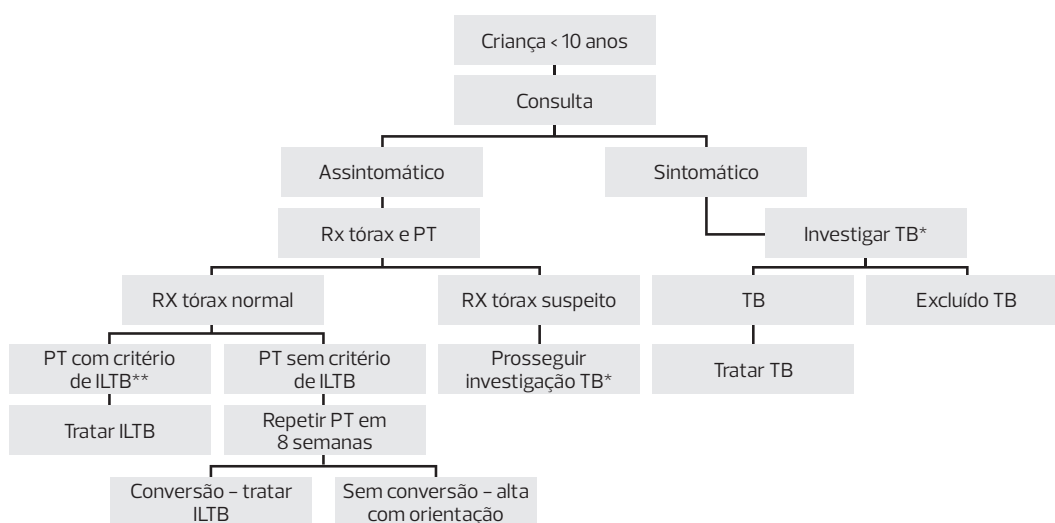 Criança < 10 anos
Consulta
Assintomático
Sintomático
Rx tórax e PT
Investigar TB*
RX tórax normal
RX tórax suspeito
TB
Excluído TB
PT com critério
de ILTB**
PT sem critério
de ILTB
Prosseguir
investigação TB*
Tratar TB
Tratar ILTB
Repetir PT em
8 semanas
Conversão – tratar
ILTB
Sem conversão – alta
com orientação